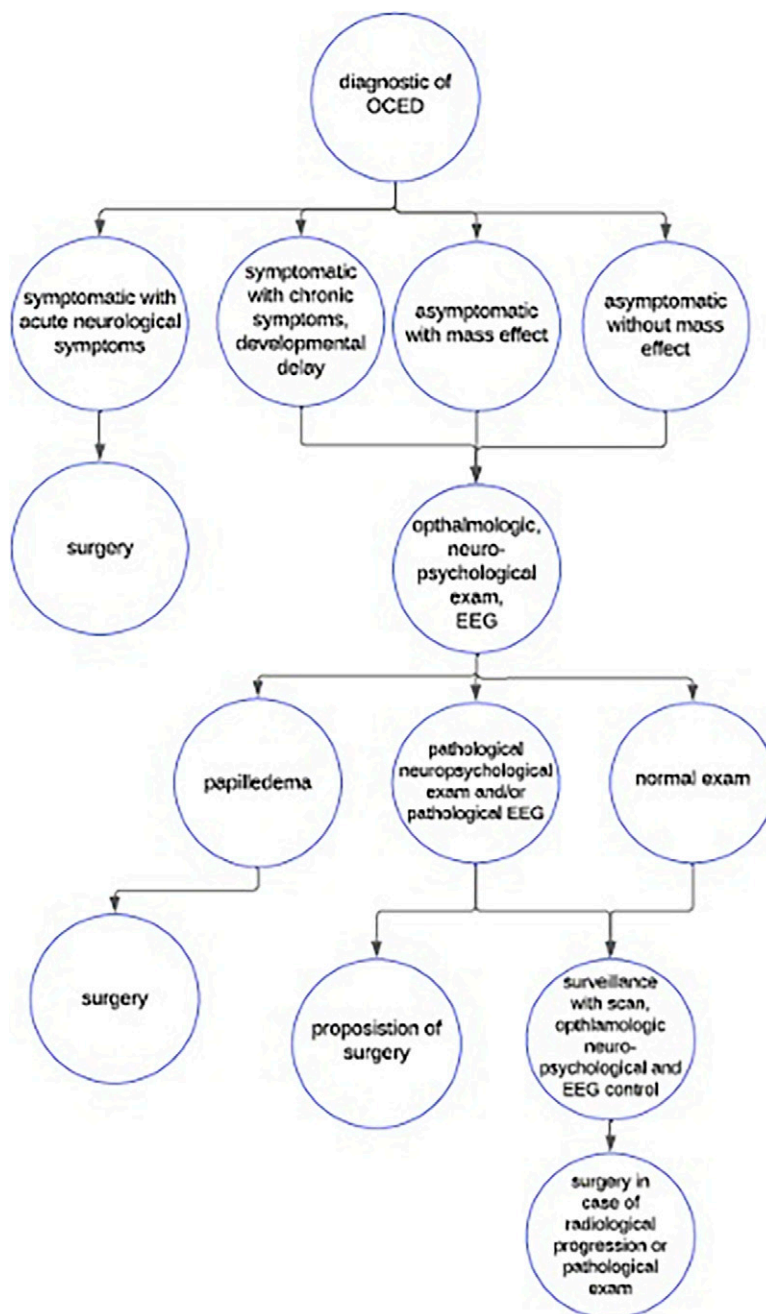 diagnostic of
OCED
symptomatic with
acute neurological
symptoms
symptomatic
with chronic
symptoms,
developmental
delay
asymptomatic
with mass effect
asymptomatic
without mass
effect
surgery
opthalmologic,
neuro-
psychological
exam,
EEG
papilledema
pathological
neuropsychological
exam and/or
pathological EEG
normal exam
surgery
proposistion of
surgery
surveillance
with scan,
opthlamologic
neuro-
psychological and
EEG control
surgery in
case of
radiological
progression or
pathological
exam